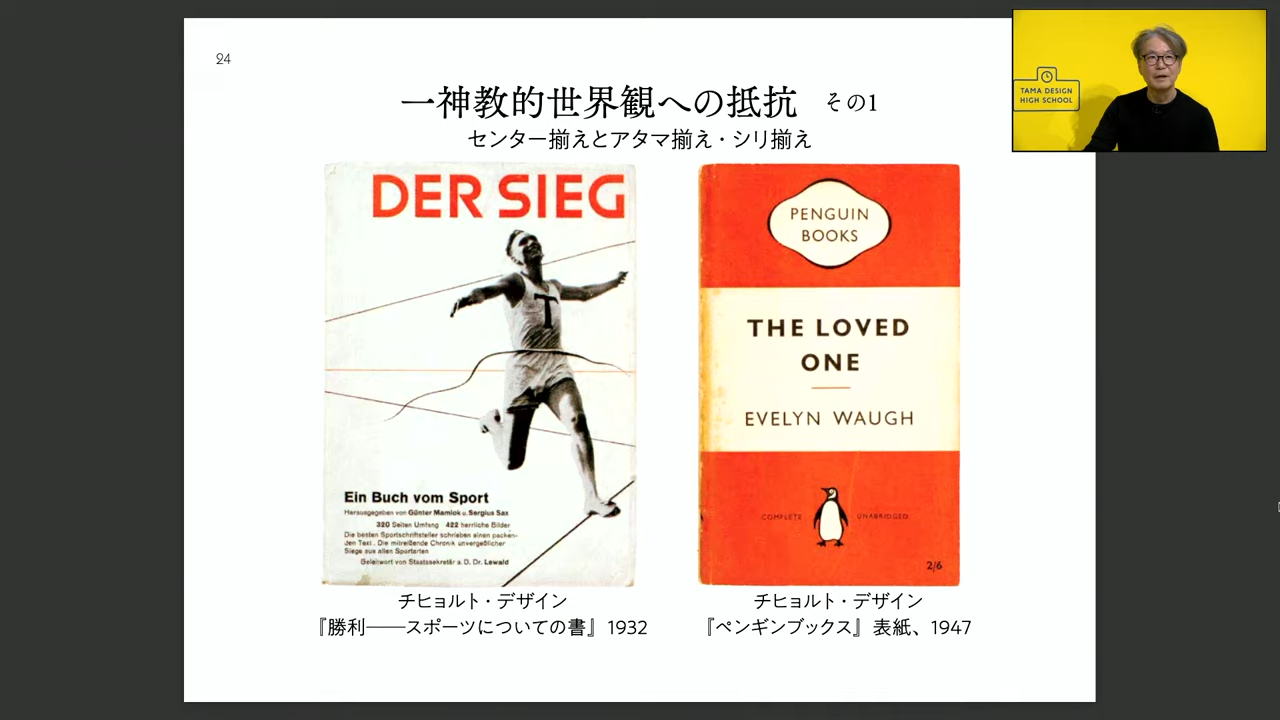 24
一神教的世界観への抵抗 その1
センター揃えとアタマ揃え・シリ揃え
TAMA DESIGN
HIGH SCHOOL
DER SIEG
T
Ein Buch vom Sport
Herausgegeben von Günter Mamlok u. Sergius Sax
320 Seiten Umfang 422 herrliche Bilder
Die besten Sportschriftsteller schrieben einen packen-
den Text. Die mitreißende Chronik unvergeßlicher
Siege aus allen Sportarten
Geleitwort von Staatssekretär a. D. Dr. Lewald
PENGUIN
BOOKS
THE LOVED
ONE
EVELYN WAUGH
COMPLETE UNABRIDGED
2/6
チヒョルト・デザイン
『勝利――スポーツについての書』1932
チヒョルト・デザイン
『ペンギンブックス』表紙、1947